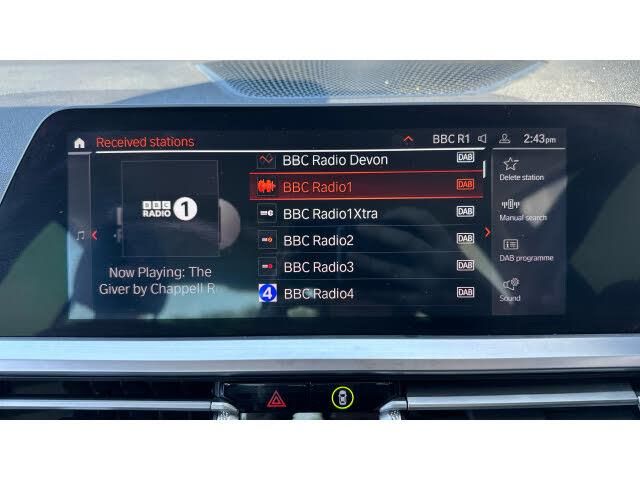 Received stations
BBC R1
2:43pm
BBC
RADIO 1
Now Playing: The
Giver by Chappell R
BBC Radio Devon DAB
BBC Radio1 DAB
BBC Radio1Xtra DAB
BBC Radio2 DAB
BBC Radio3 DAB
4 BBC Radio4 DAB
Delete station
Manual search
DAB programme
Sound